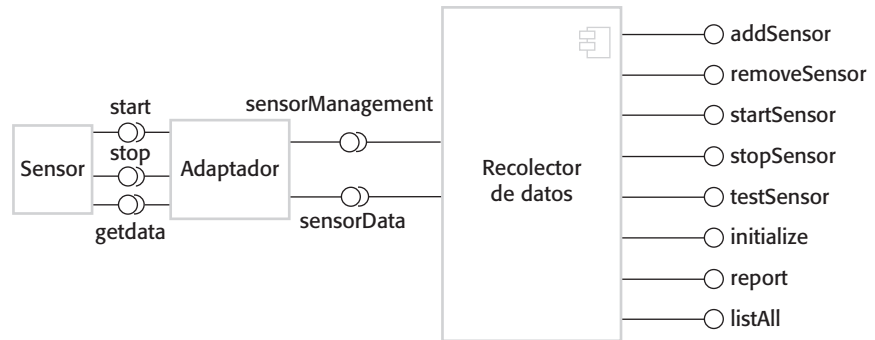 addSensor
removeSensor
start
sensorManagement
startSensor
stop
Sensor
Adaptador
Recolector
de datos
stopSensor
testSensor
getdata
sensorData
initialize
report
listAll